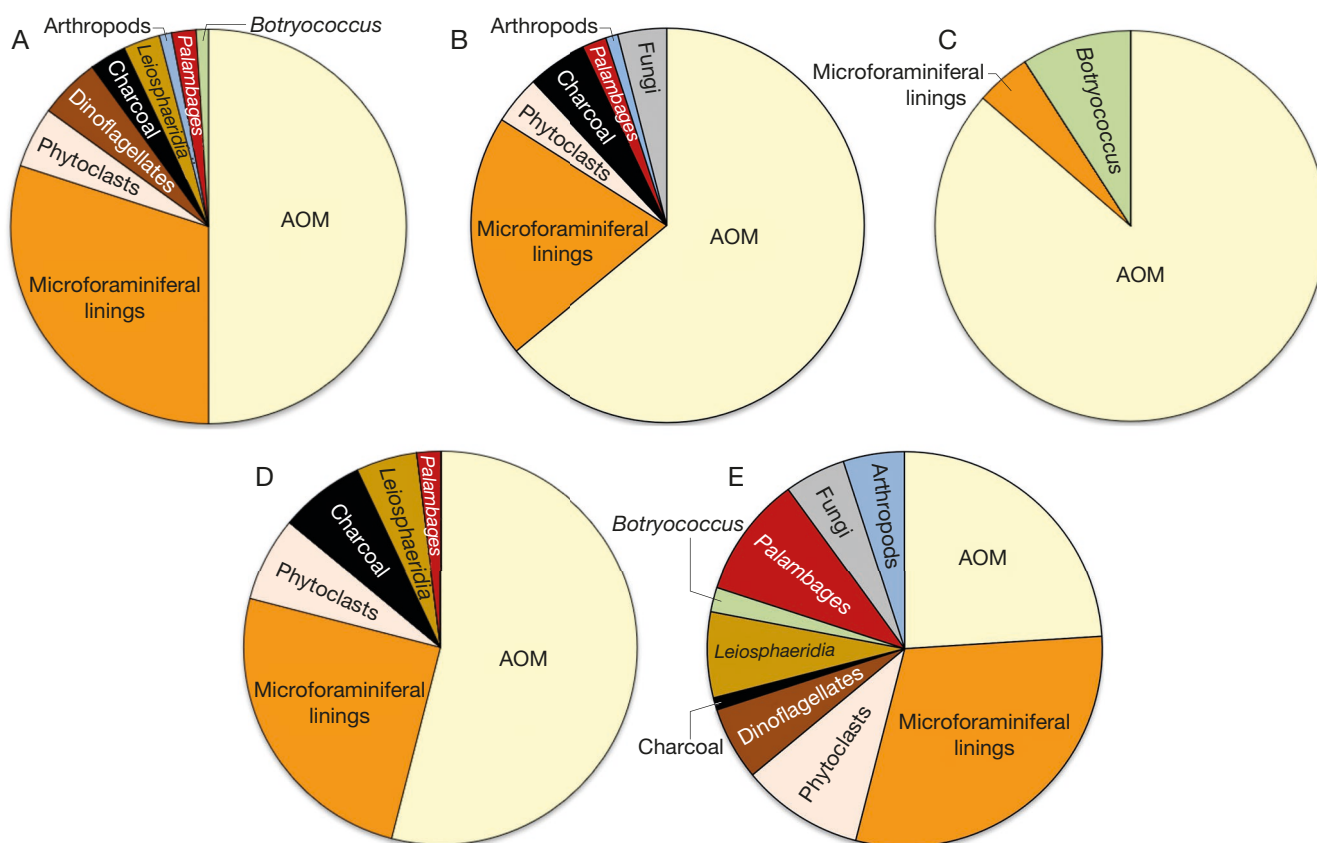 A
Arthropods
Botryococcus
Palambages
Leiosphaeridia
Charcoal
Dinoflagellates
Phytoclasts
Microforaminiferal
linings
AOM
B
Arthropods
Fungi
Palambages
Charcoal
Phytoclasts
Microforaminiferal
linings
AOM
C
Microforaminiferal
linings
Botryococcus
AOM
D
Palambages
Leiosphaeridia
Charcoal
Phytoclasts
Microforaminiferal
linings
AOM
E
Arthropods
Fungi
Palambages
Botryococcus
Leiosphaeridia
Charcoal
Dinoflagellates
Phytoclasts
Microforaminiferal
linings
AOM